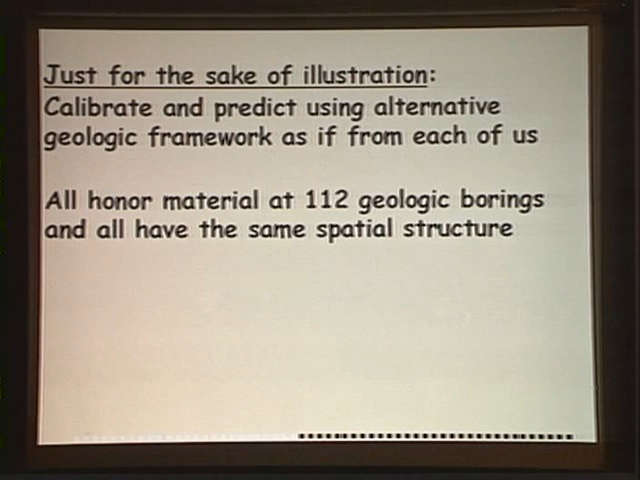 Just for the sake of illustration:
Calibrate and predict using alternative
geologic framework as if from each of us
All honor material at 112 geologic borings
and all have the same spatial structure